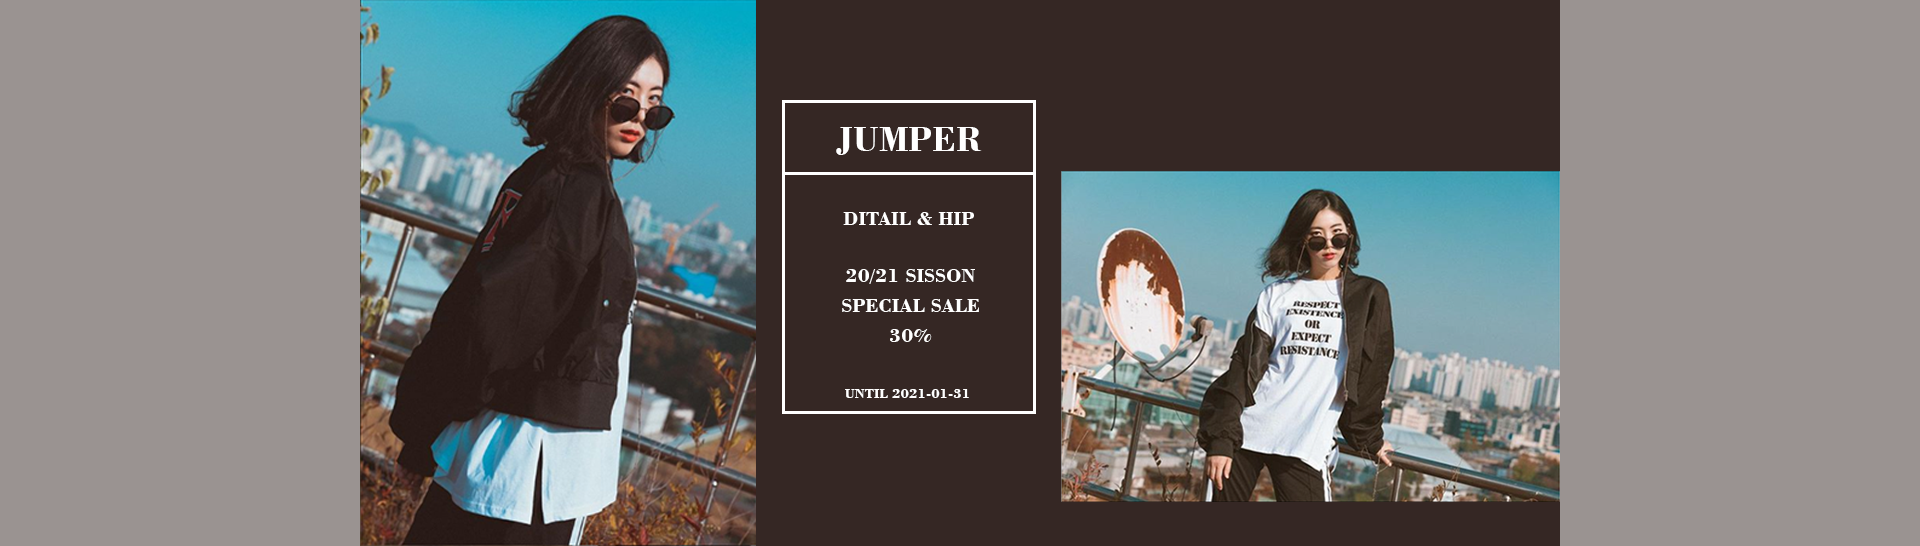 JUMPER
DITAIL & HIP
20/21 SISSON
SPECIAL SALE
30%
UNTIL 2021-01-31
RESPECT
EXISTENCE
OR
EXPECT
RESISTANCE